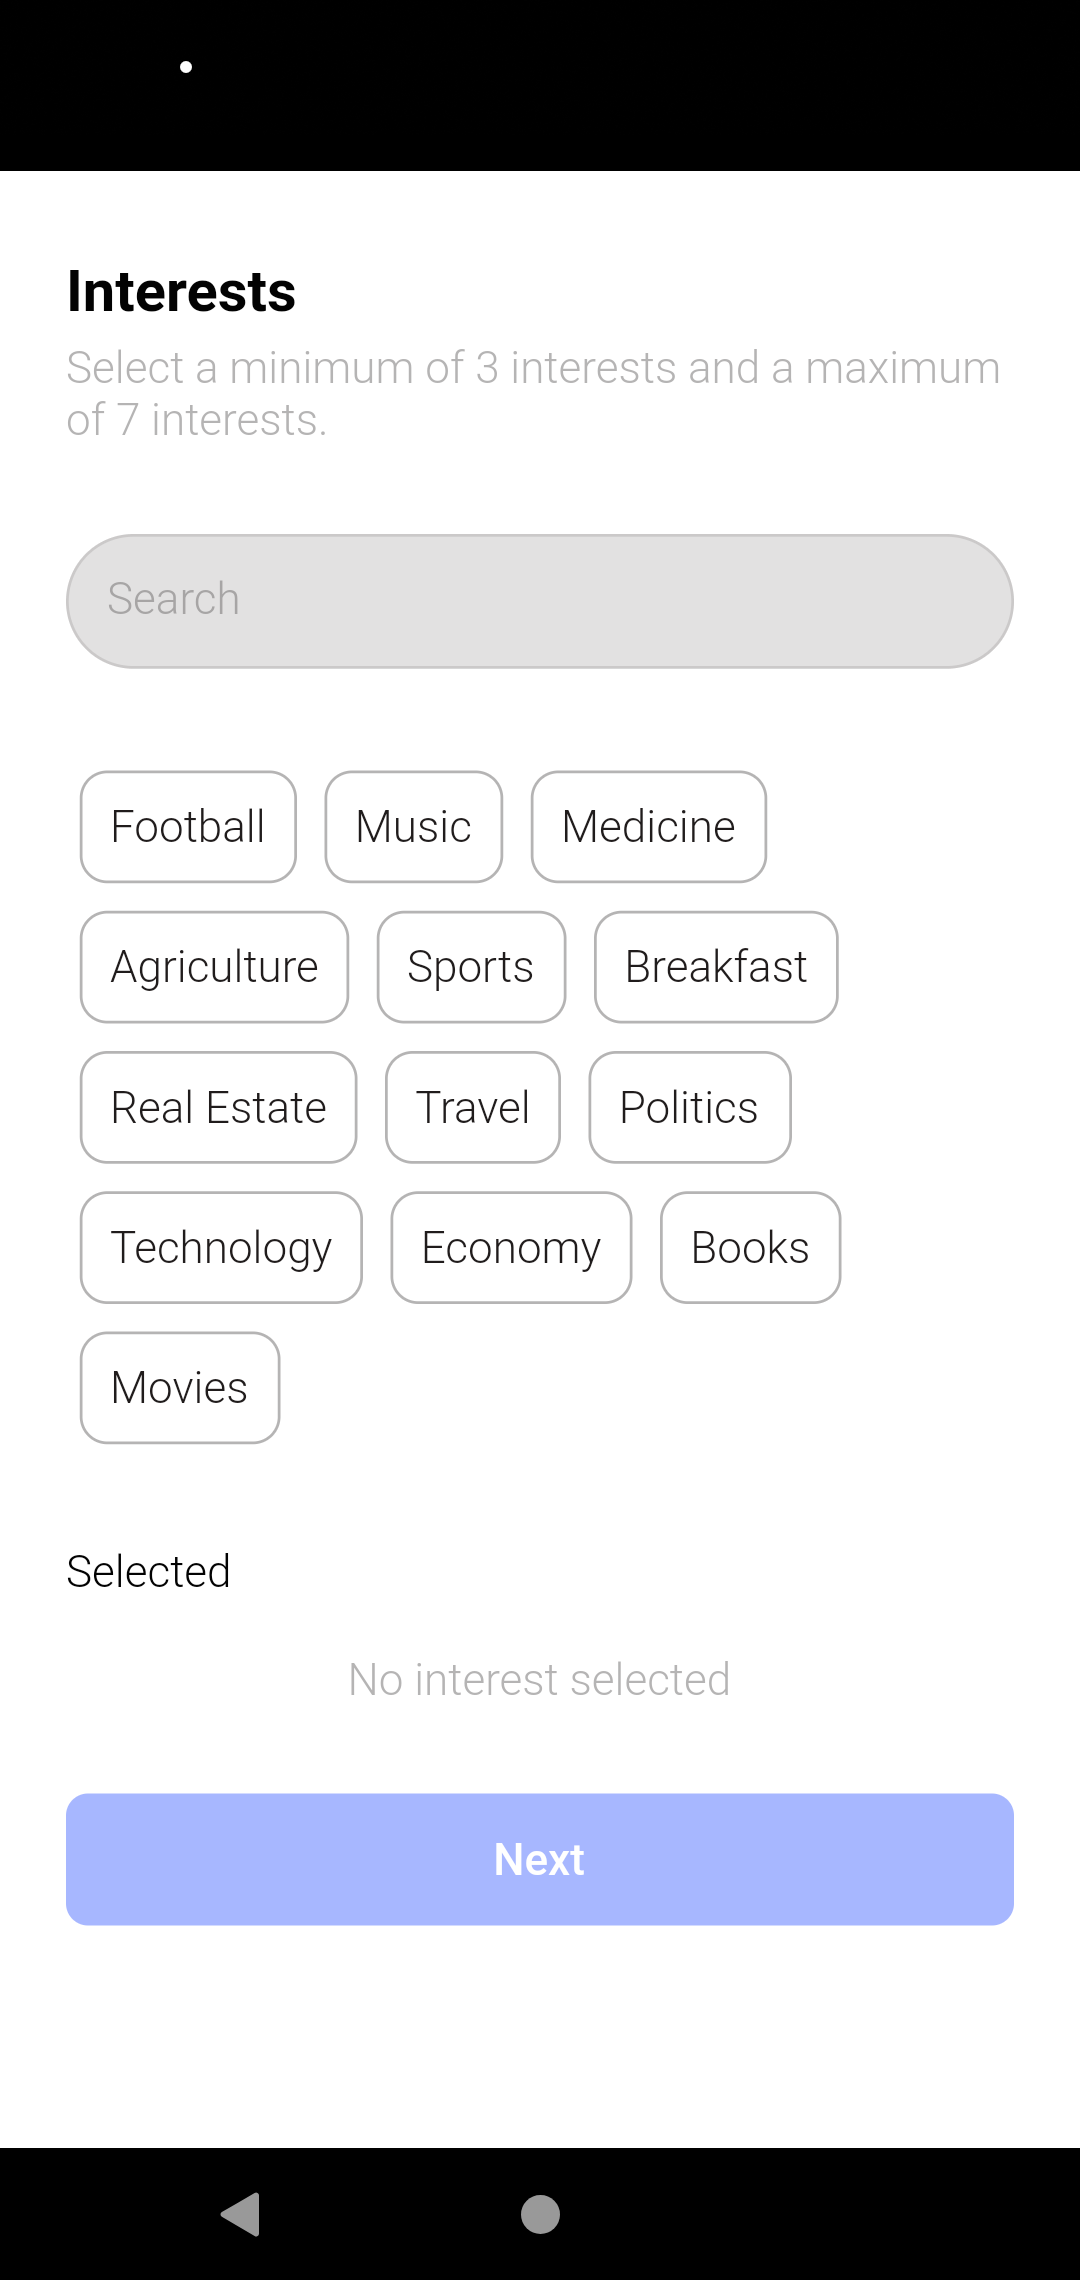 Interests
Select a minimum of 3 interests and a maximum
of 7 interests.
Search
Football Music Medicine
Agriculture Sports Breakfast
Real Estate Travel Politics
Technology Economy Books
Movies
Selected
No interest selected
Next